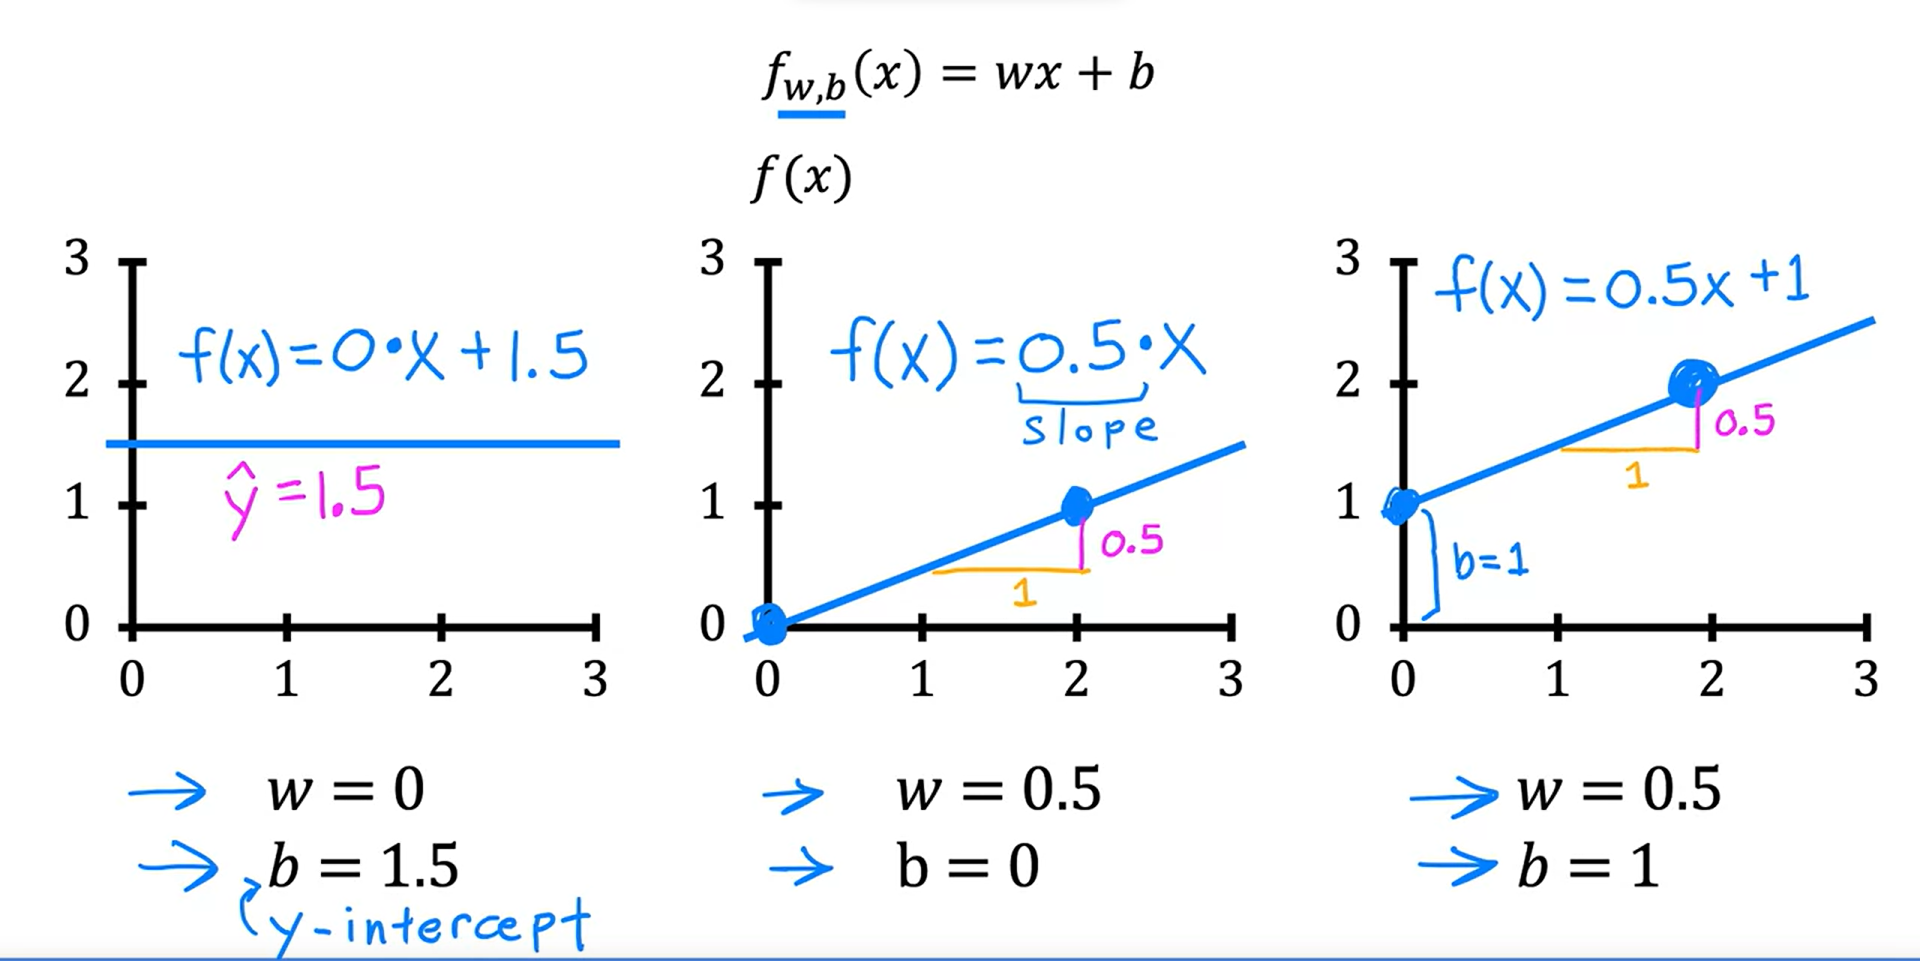 f_{w,b}(x) = wx + b
f(x)
3
f(x)=0•x+1.5
2
ŷ=1.5
1
0
0 1 2 3
→ w = 0
→ b = 1.5
y-intercept
3
f(x)=0.5•x
2
slope
1
0.5
1
0
0 1 2 3
→ w = 0.5
→ b = 0
3
f(x)=0.5x+1
2
0.5
1
1
b=1
0
0 1 2 3
→ w = 0.5
→ b = 1